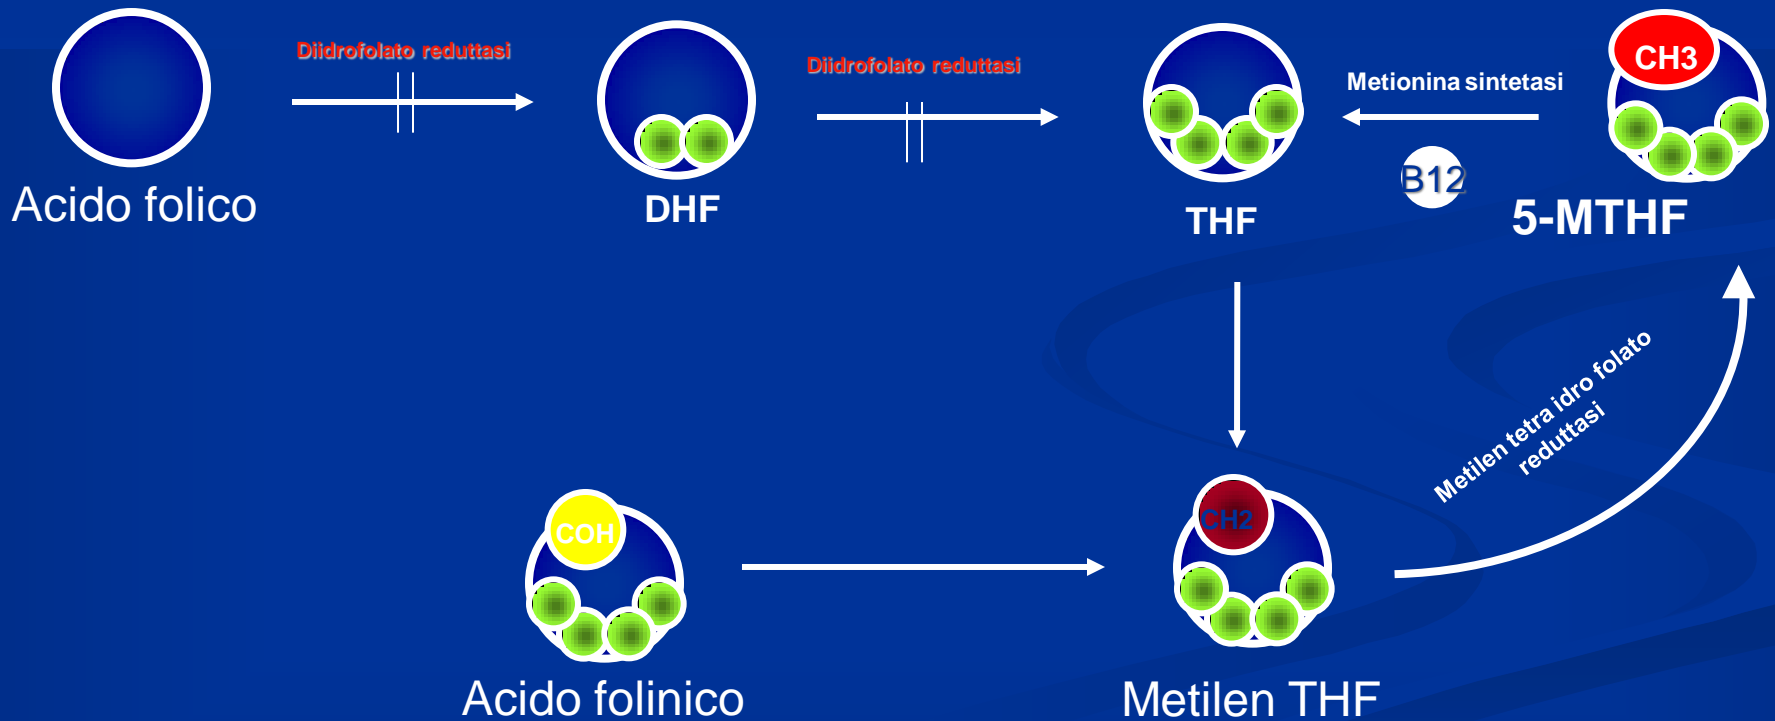 Diidrofolato reduttasi
Diidrofolato reduttasi
CH3
Metionina sintetasi
B12
Acido folico
DHF
THF
5-MTHF
Metilen tetra idro folato
reduttasi
COH
CH2
Acido folinico
Metilen THF